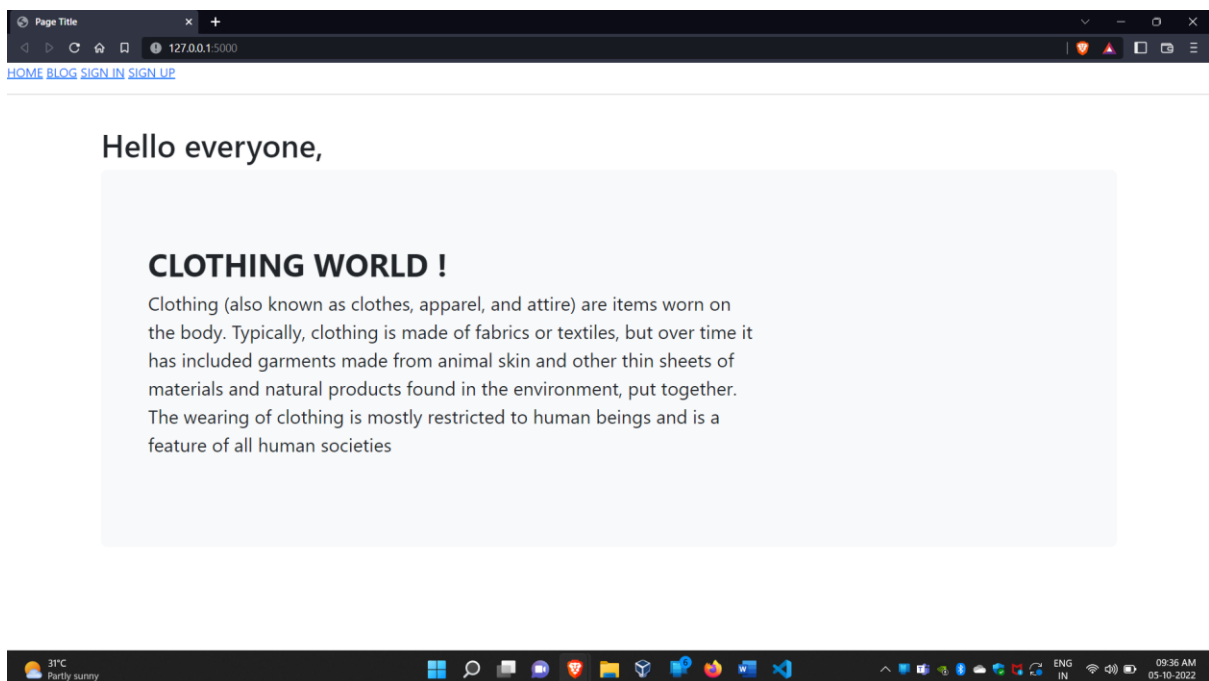 Page Title
127.0.0.1:5000
HOME BLOG SIGN IN SIGN UP
Hello everyone,
CLOTHING WORLD !
Clothing (also known as clothes, apparel, and attire) are items worn on
the body. Typically, clothing is made of fabrics or textiles, but over time it
has included garments made from animal skin and other thin sheets of
materials and natural products found in the environment, put together.
The wearing of clothing is mostly restricted to human beings and is a
feature of all human societies
31°C
Partly sunny
ENG
IN
09:36 AM
05-10-2022